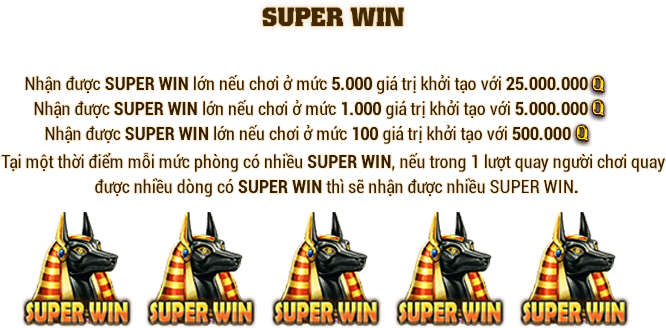 SUPER WIN
Nhận được SUPER WIN lớn nếu chơi ở mức 5.000 giá trị khởi tạo với 25.000.000 Q
Nhận được SUPER WIN lớn nếu chơi ở mức 1.000 giá trị khởi tạo với 5.000.000 Q
Nhận được SUPER WIN lớn nếu chơi ở mức 100 giá trị khởi tạo với 500.000 Q
Tại một thời điểm mỗi mức phòng có nhiều SUPER WIN, nếu trong 1 lượt quay người chơi quay
được nhiều dòng có SUPER WIN thì sẽ nhận được nhiều SUPER WIN.
SUPER WIN SUPER WIN SUPER WIN SUPER WIN SUPER WIN